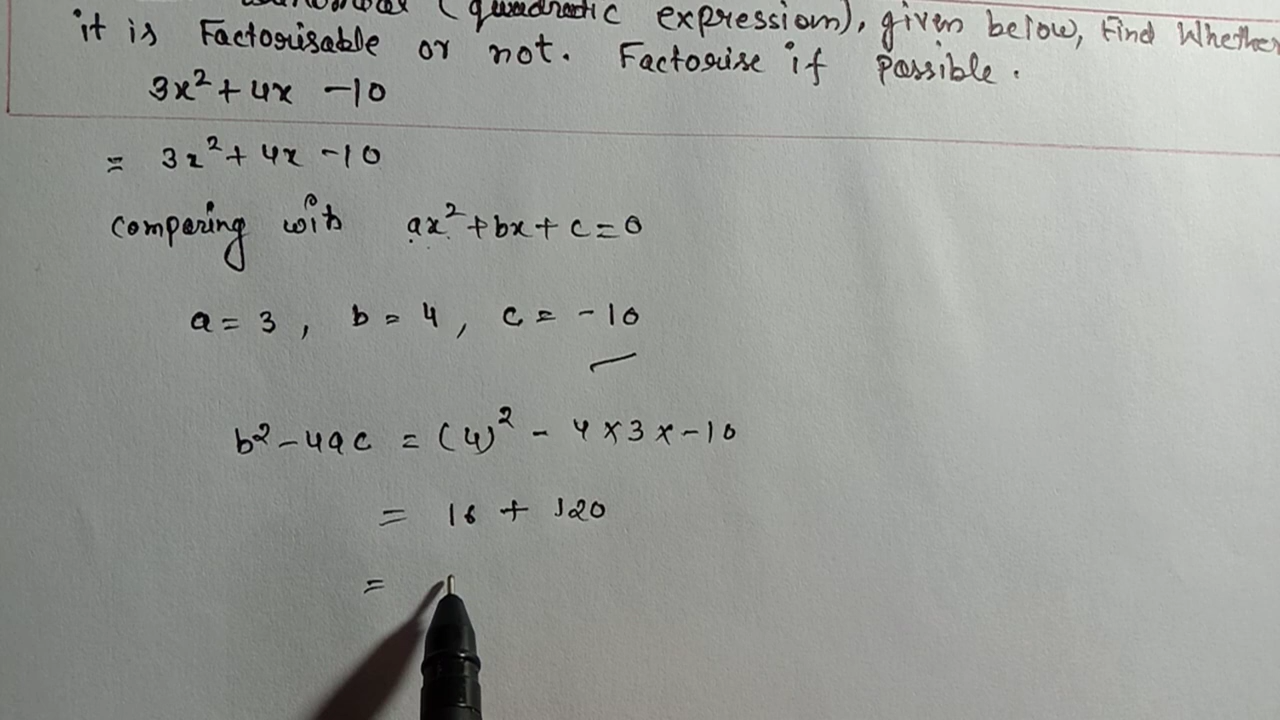 (quadratic expression), given below, Find Whether
it is Factorisable or not. Factorise if possible.
3x²+4x -10
= 3x²+4x -10
comparing with ax²+bx+c=0
a=3, b=4, c= -10
b²-4ac = (4)² - 4×3×-10
= 16 + 120
=